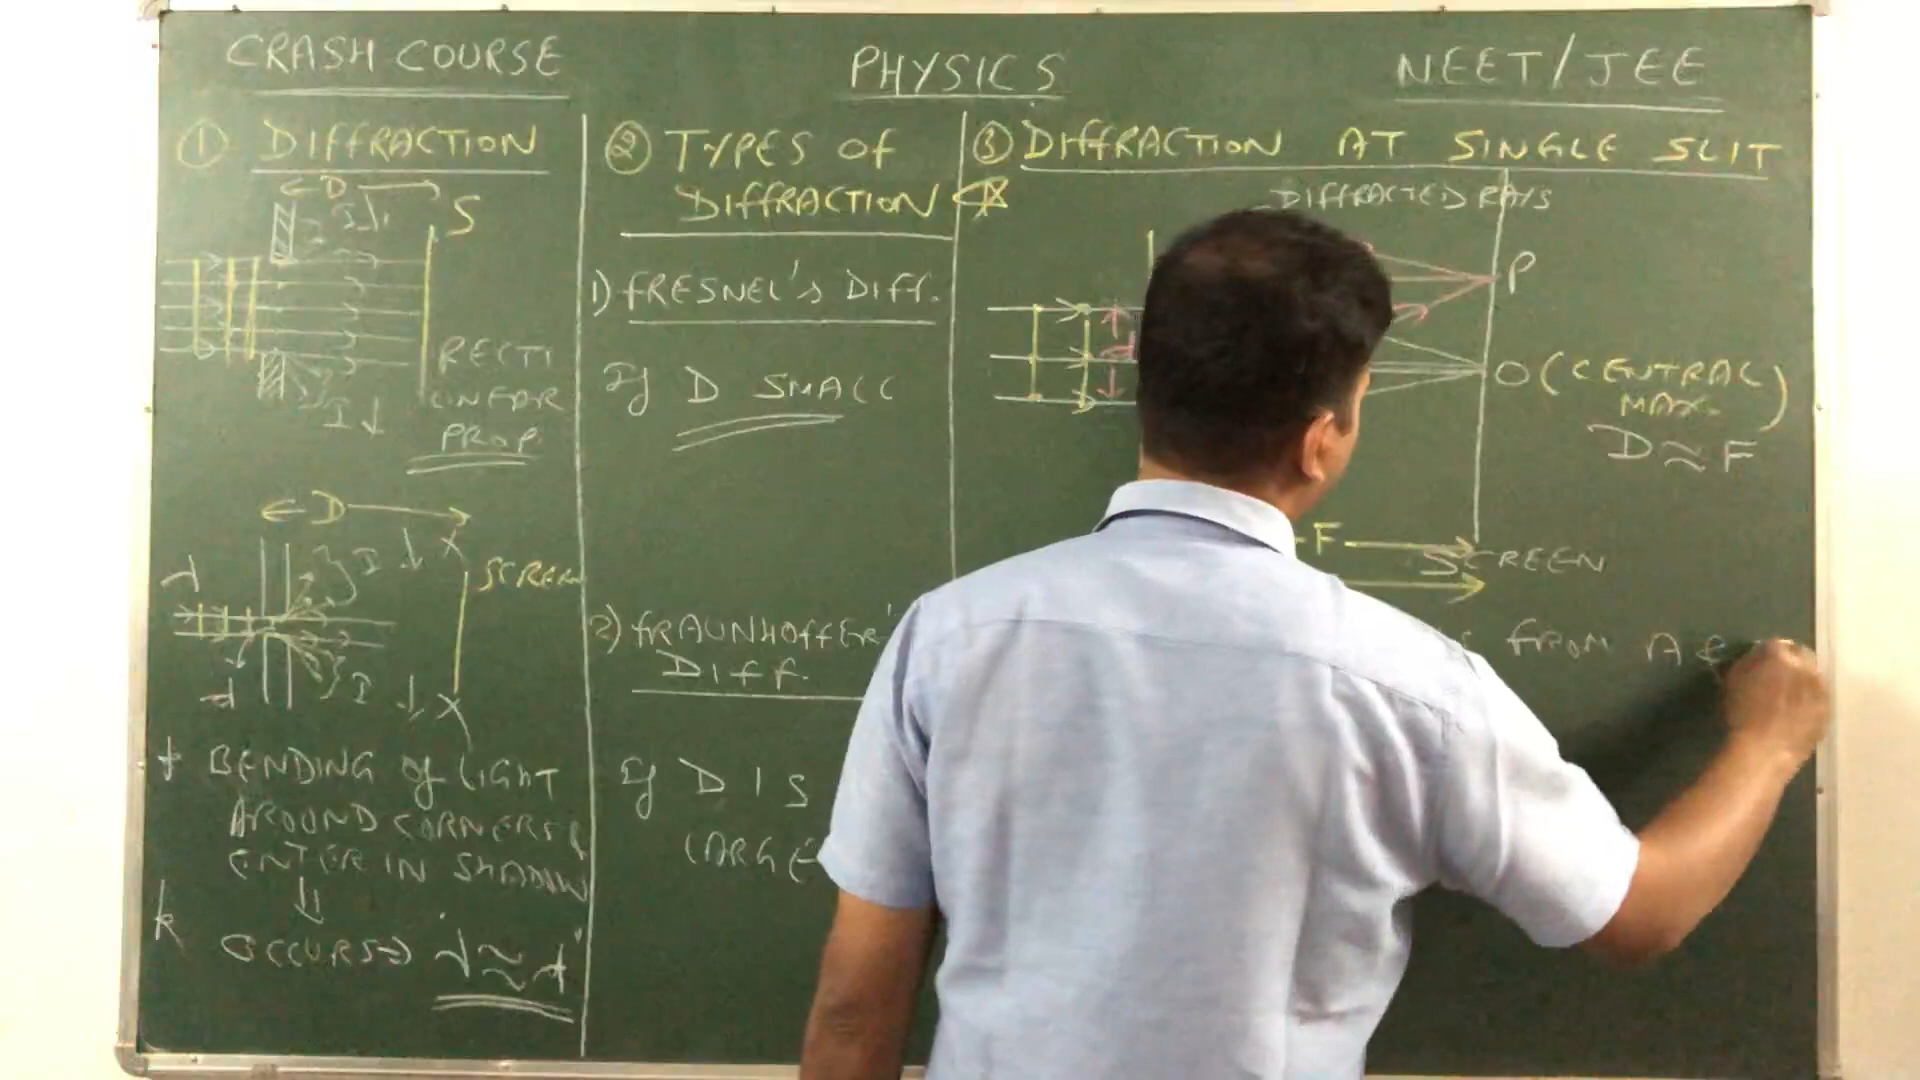 CRASH COURSE
PHYSICS
NEET/JEE
① DIFFRACTION
D
S
I↓
RECTI
LINEAR
PROP.
I↓
D
I ↓
X
λ
SCREEN
d
I ↓ X
BENDING of LIGHT
AROUND CORNERS &
ENTER IN SHADOW
⇓
OCCURS→ λ≈d
② TYPES OF
DIFFRACTION
1) FRESNEL'S DIFF.
If D SMALL
2) FRAUNHOFFER'
DIFF.
If D IS
LARGE
③ DIFFRACTION AT SINGLE SLIT
DIFFRACTED RAYS
P
d
O (CENTRAL
MAX.)
D≈F
F
SCREEN
FROM A &